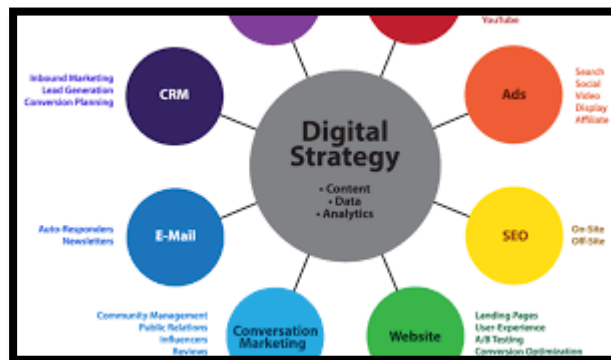 YouTube
Inbound Marketing
Lead Generation
Conversion Planning
CRM
Ads
Search
Social
Video
Display
Affiliate
Digital
Strategy
• Content
• Data
• Analytics
Auto-Responders
Newsletters
E-Mail
SEO
On-Site
Off-Site
Community Management
Public Relations
Influencers
Reviews
Conversation
Marketing
Website
Landing Pages
User Experience
A/B Testing
Conversion Optimization